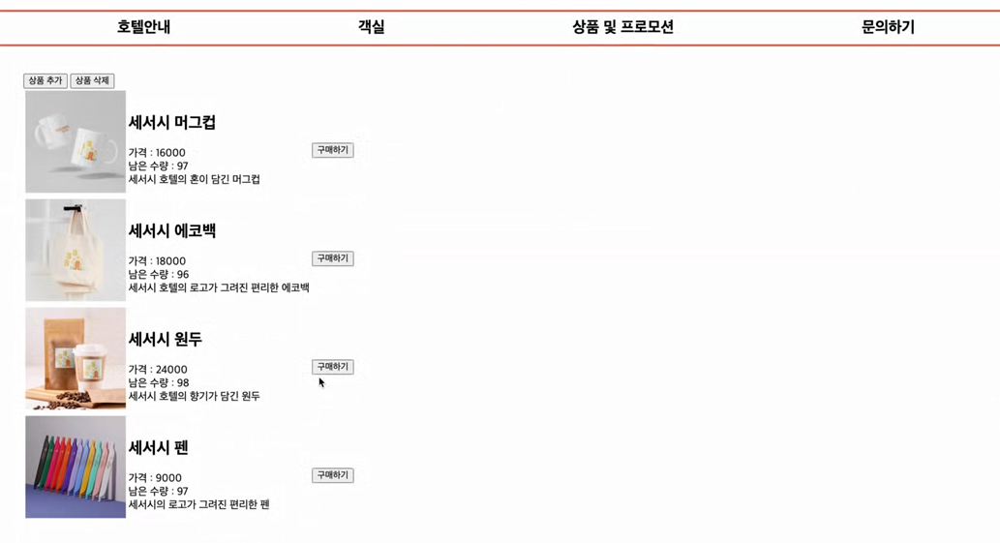 호텔안내 객실 상품 및 프로모션 문의하기
상품 추가 상품 삭제
세서시 머그컵
가격 : 16000
남은 수량 : 97
세서시 호텔의 혼이 담긴 머그컵
구매하기
세서시 에코백
가격 : 18000
남은 수량 : 96
세서시 호텔의 로고가 그려진 편리한 에코백
구매하기
세서시 원두
가격 : 24000
남은 수량 : 98
세서시 호텔의 향기가 담긴 원두
구매하기
세서시 펜
가격 : 9000
남은 수량 : 97
세서시의 로고가 그려진 편리한 펜
구매하기